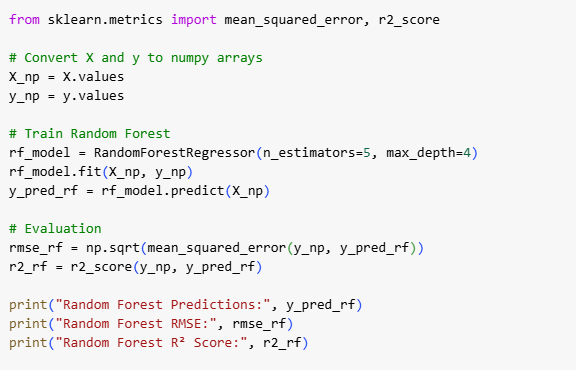 from sklearn.metrics import mean_squared_error, r2_score
# Convert X and y to numpy arrays
X_np = X.values
y_np = y.values
# Train Random Forest
rf_model = RandomForestRegressor(n_estimators=5, max_depth=4)
rf_model.fit(X_np, y_np)
y_pred_rf = rf_model.predict(X_np)
# Evaluation
rmse_rf = np.sqrt(mean_squared_error(y_np, y_pred_rf))
r2_rf = r2_score(y_np, y_pred_rf)
print("Random Forest Predictions:", y_pred_rf)
print("Random Forest RMSE:", rmse_rf)
print("Random Forest R² Score:", r2_rf)